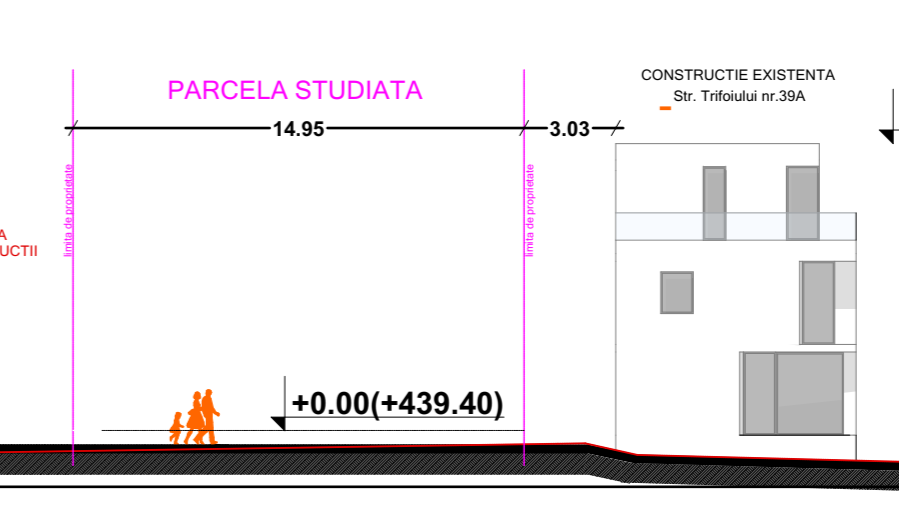 CONSTRUCTIE EXISTENTA
Str. Trifoiului nr.39A
PARCELA STUDIATA
14.95
3.03
limita de proprietate
limita de proprietate
A
UCTII
+0.00(+439.40)